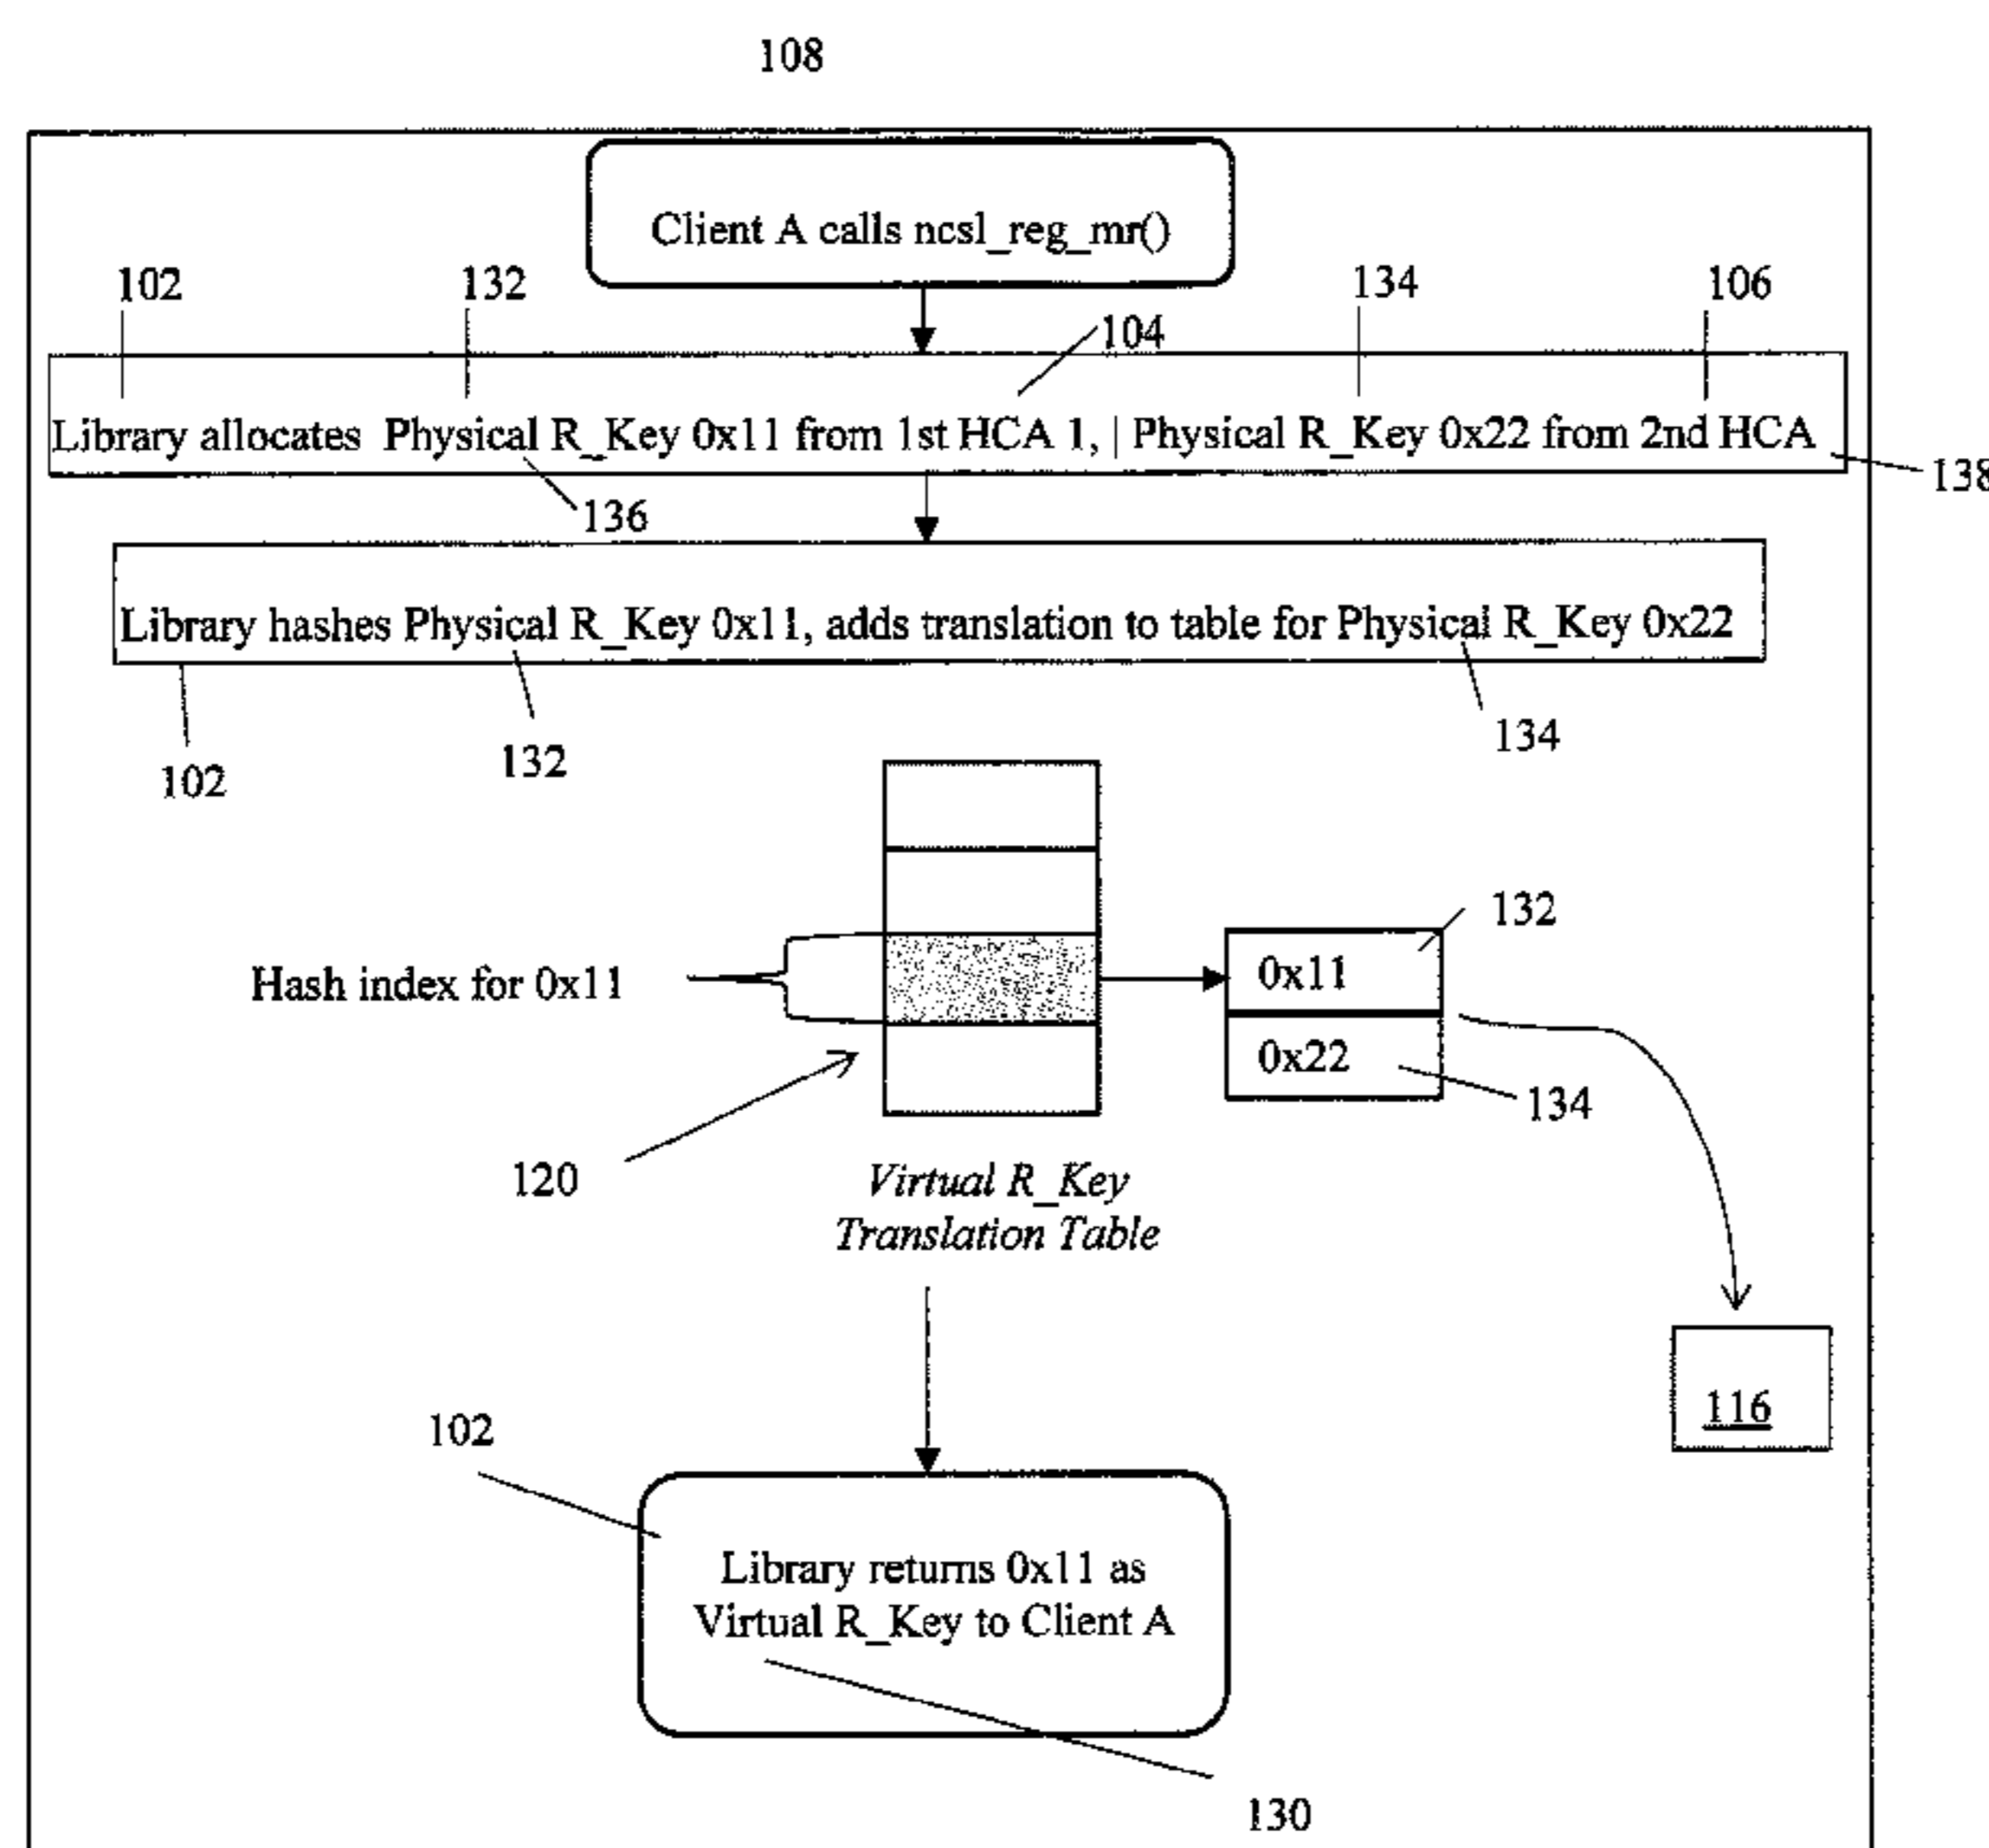 108
Client A calls ncsl_reg_mr()
102
132
134
106
104
Library allocates Physical R_Key 0x11 from 1st HCA 1, | Physical R_Key 0x22 from 2nd HCA
138
136
Library hashes Physical R_Key 0x11, adds translation to table for Physical R_Key 0x22
102
132
134
132
Hash index for 0x11
0x11
0x22
134
120
Virtual R_Key
Translation Table
116
102
Library returns 0x11 as
Virtual R_Key to Client A
130